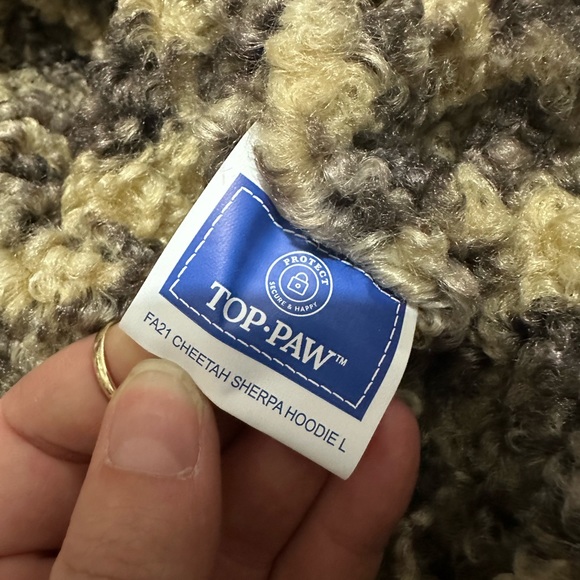 PROTECT
SECURE & HAPPY
TOP•PAW™
FA21 CHEETAH SHERPA HOODIE L